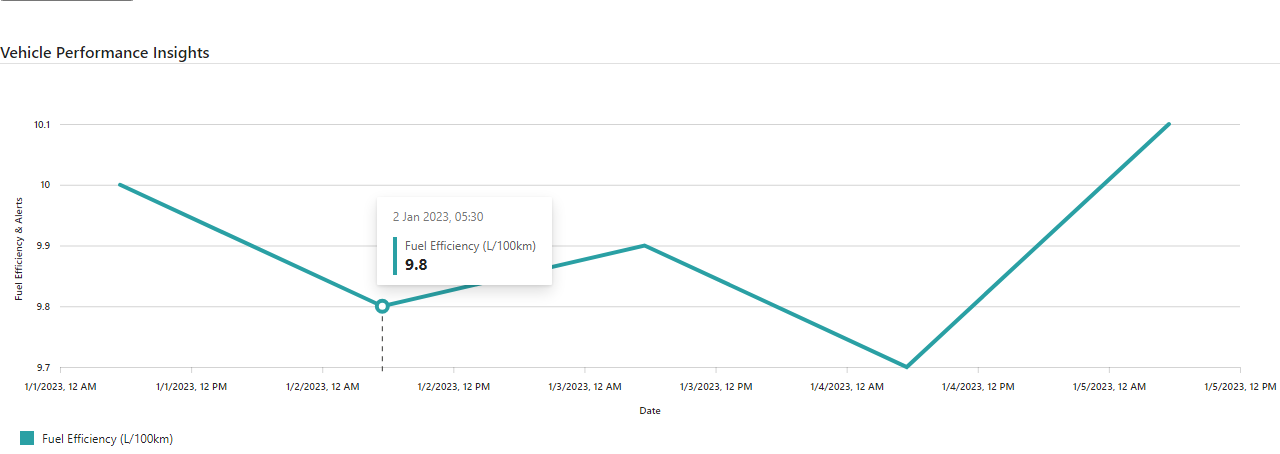 Vehicle Performance Insights
10.1
10
9.9
9.8
9.7
Fuel Efficiency & Alerts
2 Jan 2023, 05:30
Fuel Efficiency (L/100km)
9.8
1/1/2023, 12 AM 1/1/2023, 12 PM 1/2/2023, 12 AM 1/2/2023, 12 PM 1/3/2023, 12 AM 1/3/2023, 12 PM 1/4/2023, 12 AM 1/4/2023, 12 PM 1/5/2023, 12 AM 1/5/2023, 12 PM
Date
Fuel Efficiency (L/100km)